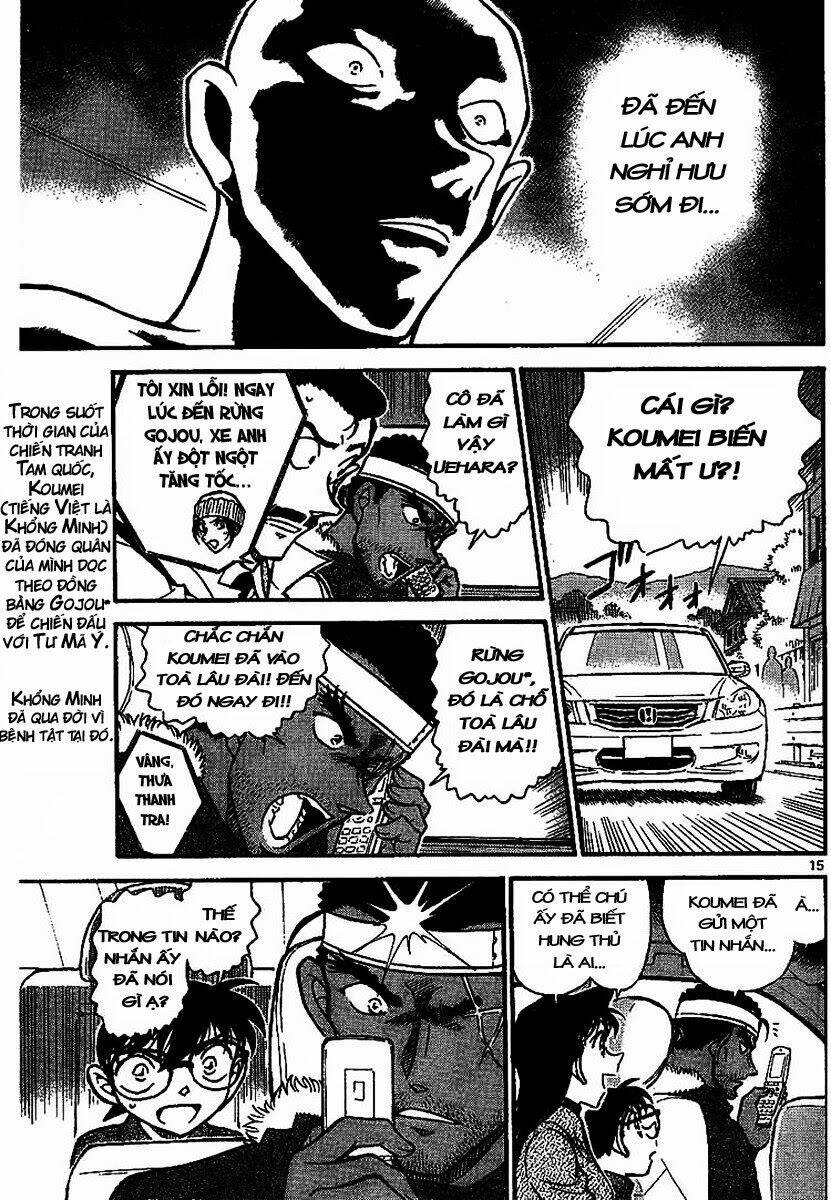 ĐÃ ĐẾN
LÚC ANH
NGHỈ HƯU
SỚM ĐI...
CÁI GÌ?
KOUMEI BIẾN
MẤT Ư?!
ブオオオ
CÔ ĐÃ
LÀM GÌ
VẬY
UEHARA?
TÔI XIN LỖI! NGAY
LÚC ĐẾN RỪNG
GOJOU, XE ANH
ẤY ĐỘT NGỘT
TĂNG TỐC...
TRONG SUỐT
THỜI GIAN CỦA
CHIẾN TRANH
TAM QUỐC,
KOUMEI
(TIẾNG VIỆT LÀ
KHỔNG MINH)
ĐÃ ĐÓNG QUÂN
CỦA MÌNH DỌC
THEO ĐỒNG
BẰNG GOJOU*
ĐỂ CHIẾN ĐẤU
VỚI TƯ MÃ Ý.
KHỔNG MINH
ĐÃ QUA ĐỜI VÌ
BỆNH TẬT TẠI ĐÓ.
RỪNG
GOJOU*,
ĐÓ LÀ CHỖ
TOÀ LÂU
ĐÀI MÀ!!
CHẮC CHẮN
KOUMEI ĐÃ VÀO
TOÀ LÂU ĐÀI! ĐẾN
ĐÓ NGAY ĐI!!
VÂNG,
THƯA
THANH
TRA!
15
À...
KOUMEI ĐÃ
GỬI MỘT
TIN NHẮN...
CÓ THỂ CHÚ
ẤY ĐÃ BIẾT
HUNG THỦ
LÀ AI...
THẾ
TRONG TIN NÀO?
NHẮN ẤY
ĐÃ NÓI
GÌ Ạ?